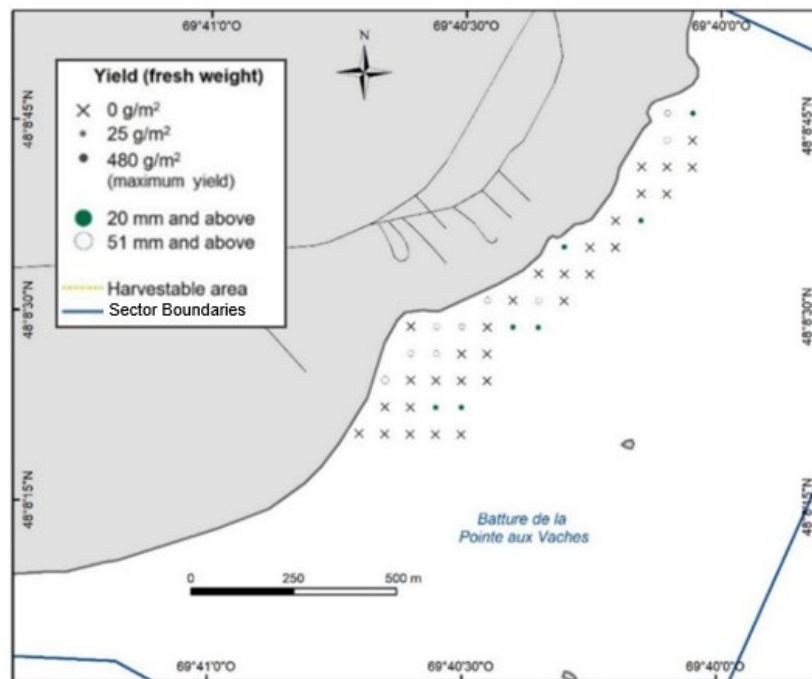 69°41'0"O 69°40'30"O 69°40'0"O
N
Yield (fresh weight)
0 g/m²
25 g/m²
480 g/m²
(maximum yield)
20 mm and above
51 mm and above
Harvestable area
Sector Boundaries
48°8'45"N
48°8'30"N
48°8'15"N
48°8'45"N
48°8'30"N
48°8'45"N
Batture de la
Pointe aux Vaches
0 250 500 m
69°41'0"O 69°40'30"O 69°40'0"O